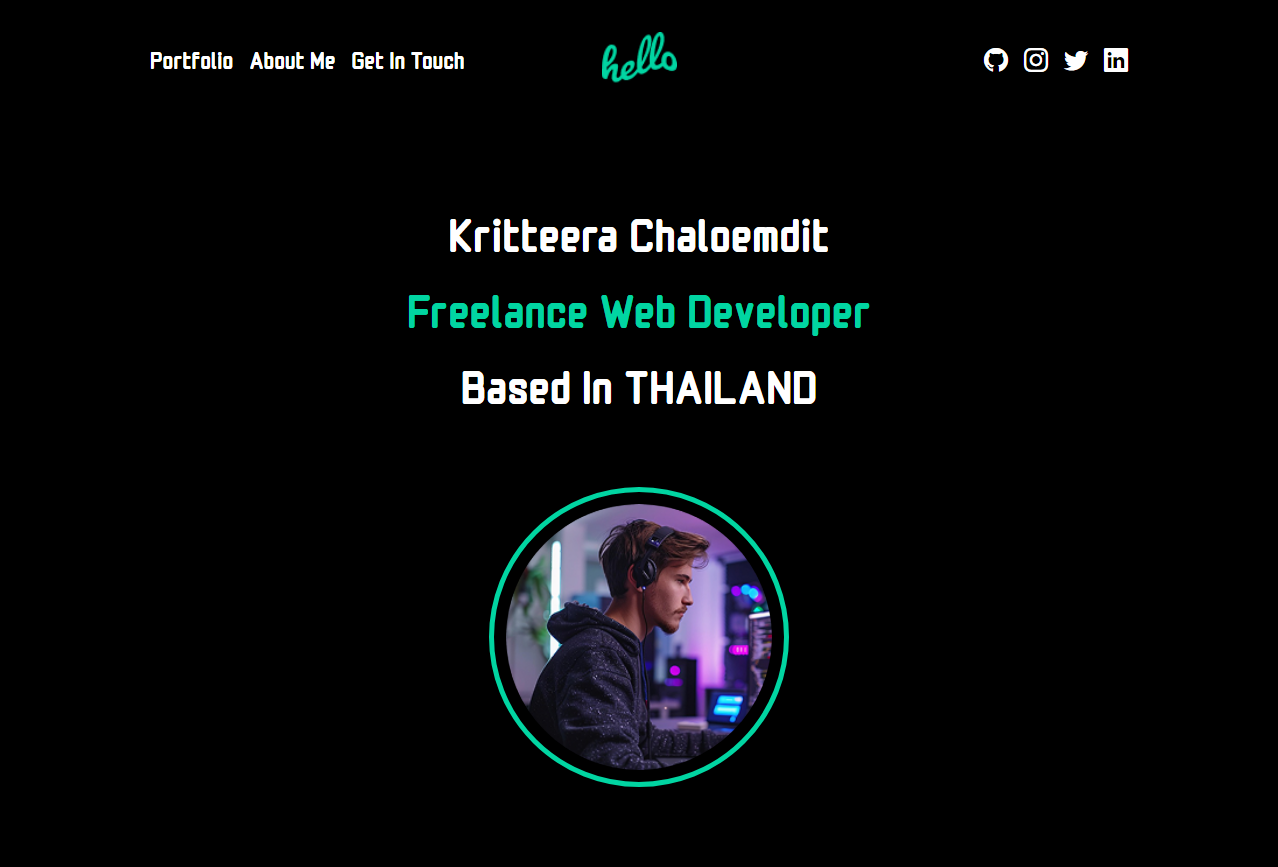 Portfolio About Me Get In Touch
hello
Kritteera Chaloemdit
Freelance Web Developer
Based In THAILAND